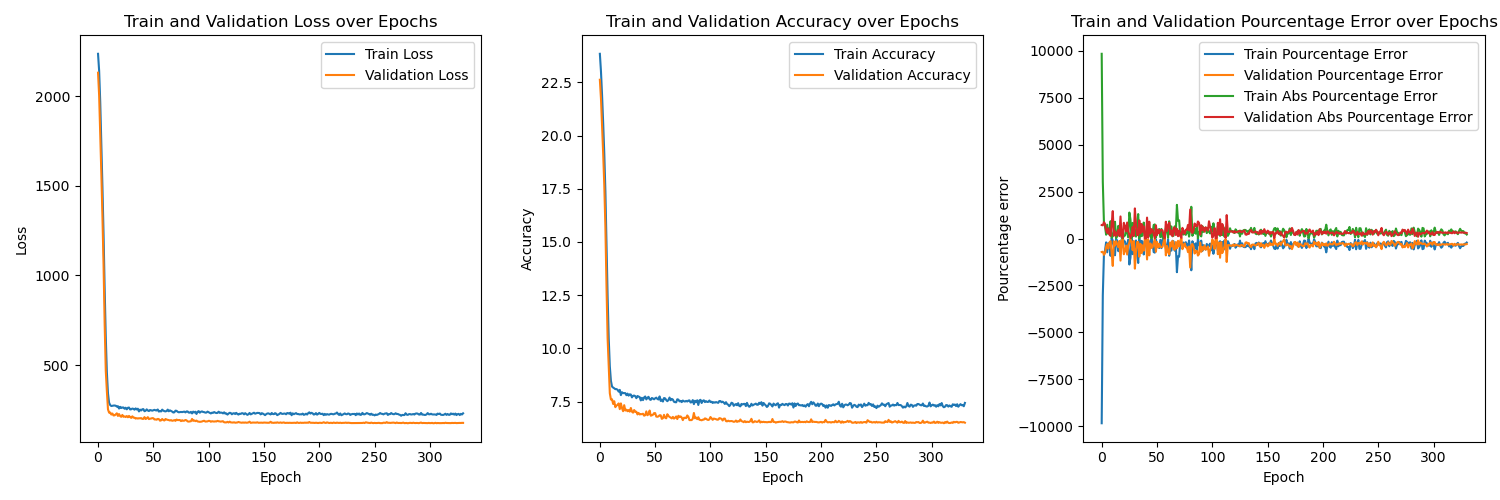 Train and Validation Loss over Epochs
Train Loss
Validation Loss
2000
1500
1000
500
Loss
0 50 100 150 200 250 300
Epoch
Train and Validation Accuracy over Epochs
Train Accuracy
Validation Accuracy
22.5
20.0
17.5
15.0
12.5
10.0
7.5
Accuracy
0 50 100 150 200 250 300
Epoch
Train and Validation Pourcentage Error over Epochs
Train Pourcentage Error
Validation Pourcentage Error
Train Abs Pourcentage Error
Validation Abs Pourcentage Error
10000
7500
5000
2500
0
−2500
−5000
−7500
−10000
Pourcentage error
0 50 100 150 200 250 300
Epoch